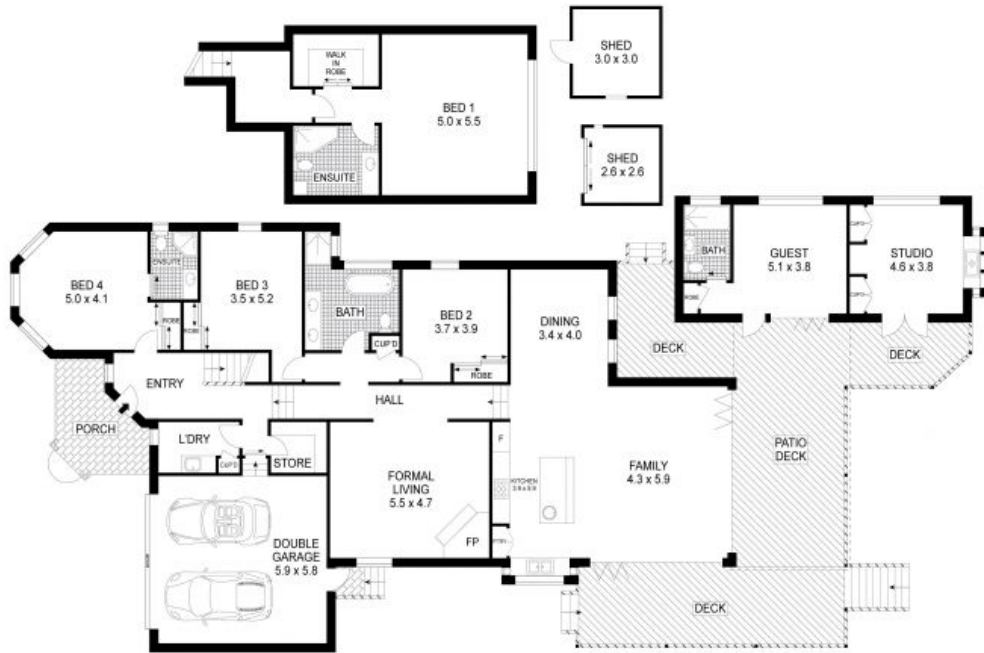 WALK
IN
ROBE
BED 1
5.0 x 5.5
ENSUITE
SHED
3.0 x 3.0
SHED
2.6 x 2.6
BED 4
5.0 x 4.1
ENSUITE
ROBE
ROBE
BED 3
3.5 x 5.2
BATH
CUP'D
BED 2
3.7 x 3.9
ROBE
DINING
3.4 x 4.0
DECK
BATH
ROBE
GUEST
5.1 x 3.8
CUP'D
CUP'D
STUDIO
4.6 x 3.8
DECK
ENTRY
PORCH
HALL
L'DRY
CUP'D
STORE
FORMAL
LIVING
5.5 x 4.7
FP
F
KITCHEN
FAMILY
4.3 x 5.9
PATIO
DECK
DOUBLE
GARAGE
5.9 x 5.8
DECK